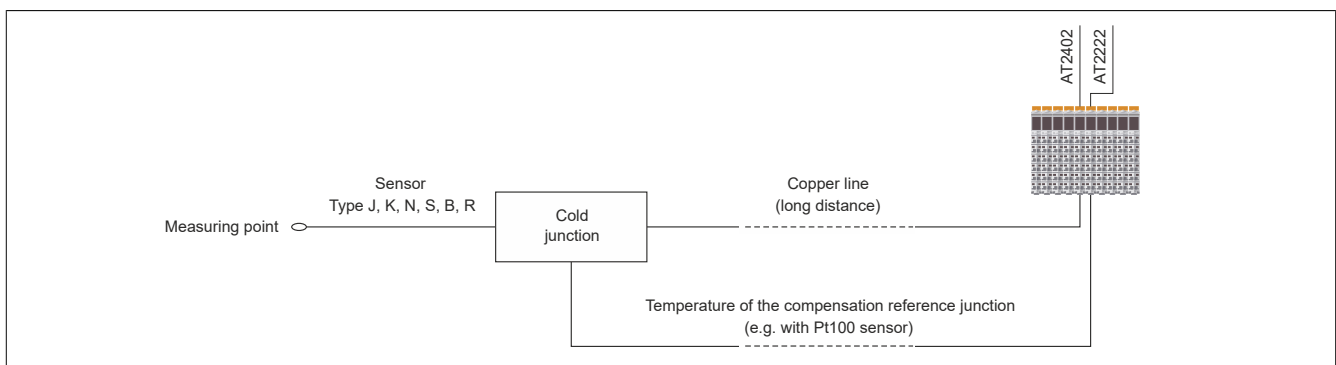 AT2402
AT2222
Sensor
Type J, K, N, S, B, R
Copper line
(long distance)
Measuring point
Cold
junction
Temperature of the compensation reference junction
(e.g. with Pt100 sensor)